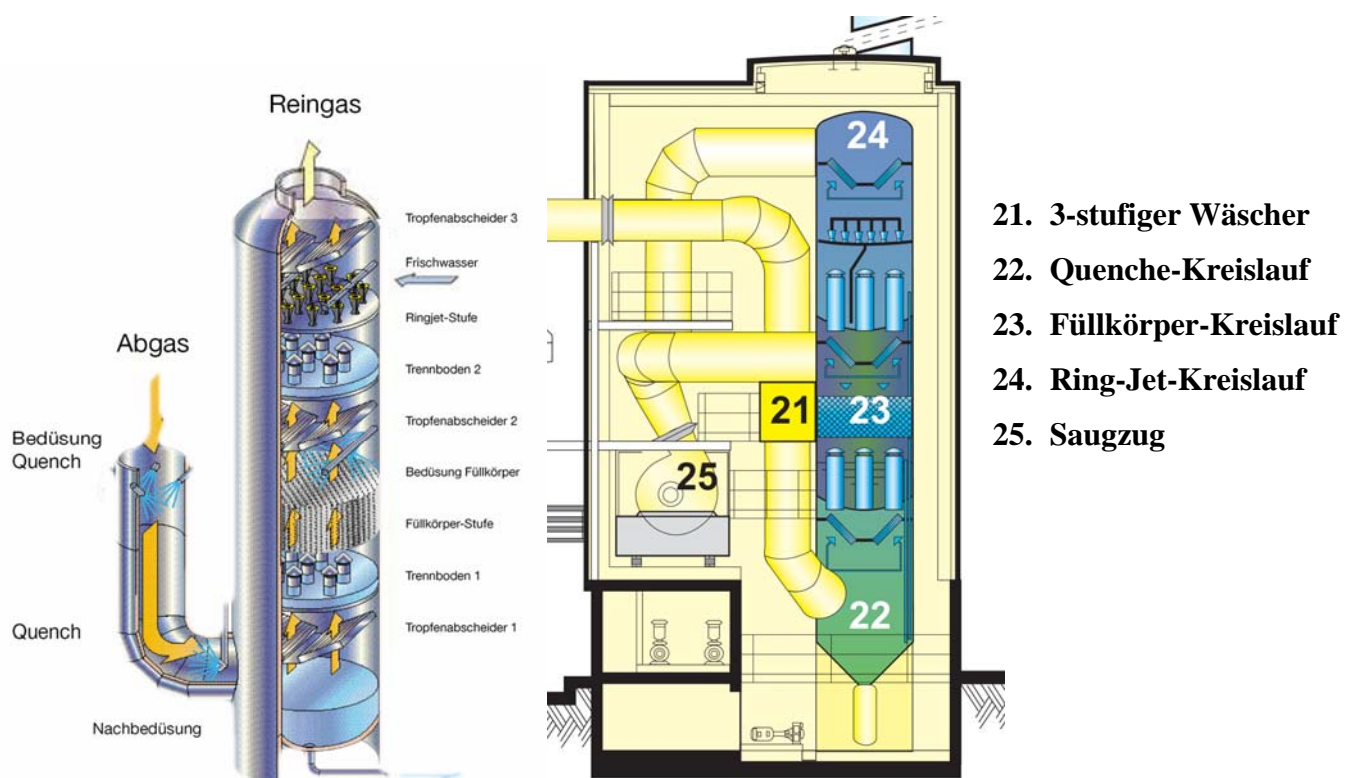 Reingas
Abgas
Bedüsung
Quench
Quench
Nachbedüsung
Tropfenabscheider 3
Frischwasser
Ringjet-Stufe
Trennboden 2
Tropfenabscheider 2
Bedüsung Füllkörper
Füllkörper-Stufe
Trennboden 1
Tropfenabscheider 1
24
21
23
25
22
21. 3-stufiger Wäscher
22. Quenche-Kreislauf
23. Füllkörper-Kreislauf
24. Ring-Jet-Kreislauf
25. Saugzug